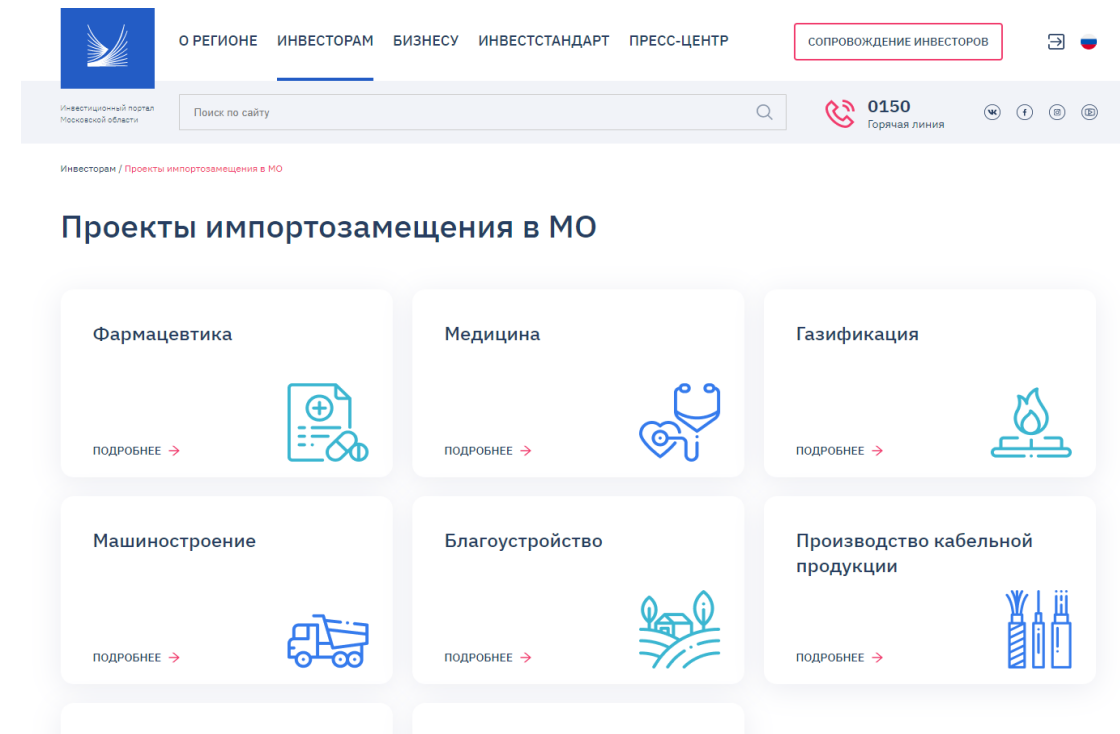 О РЕГИОНЕ ИНВЕСТОРАМ БИЗНЕСУ ИНВЕСТСТАНДАРТ ПРЕСС-ЦЕНТР СОПРОВОЖДЕНИЕ ИНВЕСТОРОВ
Инвестиционный портал
Московской области
Поиск по сайту
0150
Горячая линия
Инвесторам / Проекты импортозамещения в МО
Проекты импортозамещения в МО
Фармацевтика
ПОДРОБНЕЕ
Медицина
ПОДРОБНЕЕ
Газификация
ПОДРОБНЕЕ
Машиностроение
ПОДРОБНЕЕ
Благоустройство
ПОДРОБНЕЕ
Производство кабельной
продукции
ПОДРОБНЕЕ